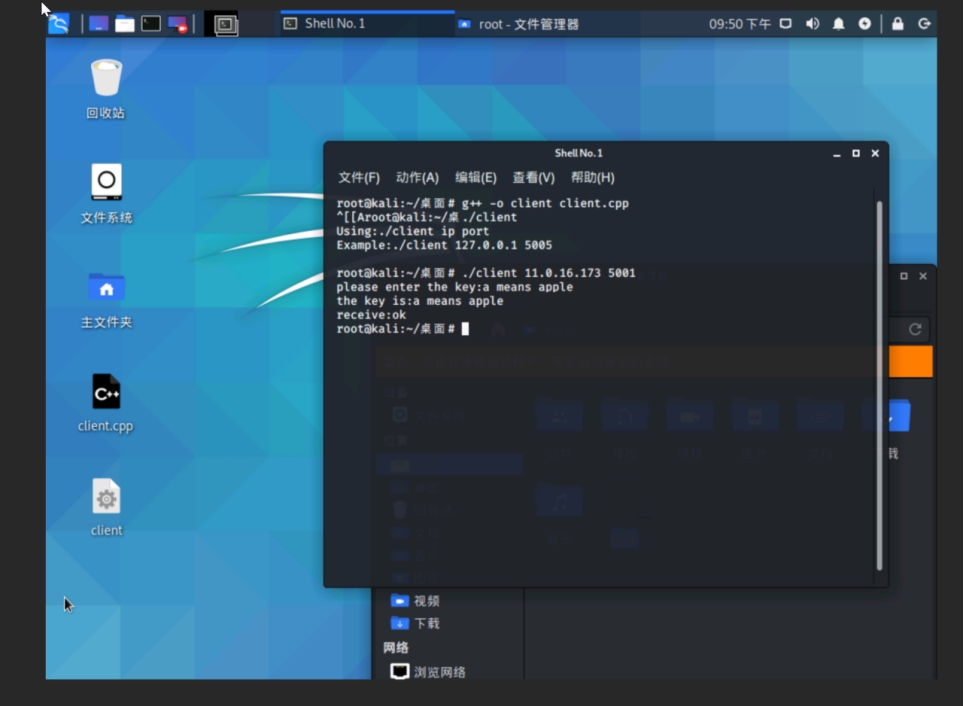 Shell No. 1
root - 文件管理器
09:50 下午
回收站
文件系统
主文件夹
C++
client.cpp
client
Shell No. 1
文件(F) 动作(A) 编辑(E) 查看(V) 帮助(H)
root@kali:~/桌面# g++ -o client client.cpp
^[[Aroot@kali:~/桌./client
Using:./client ip port
Example:./client 127.0.0.1 5005
root@kali:~/桌面# ./client 11.0.16.173 5001
please enter the key:a means apple
the key is:a means apple
receive:ok
root@kali:~/桌面#
载
视频
下载
网络
浏览网络